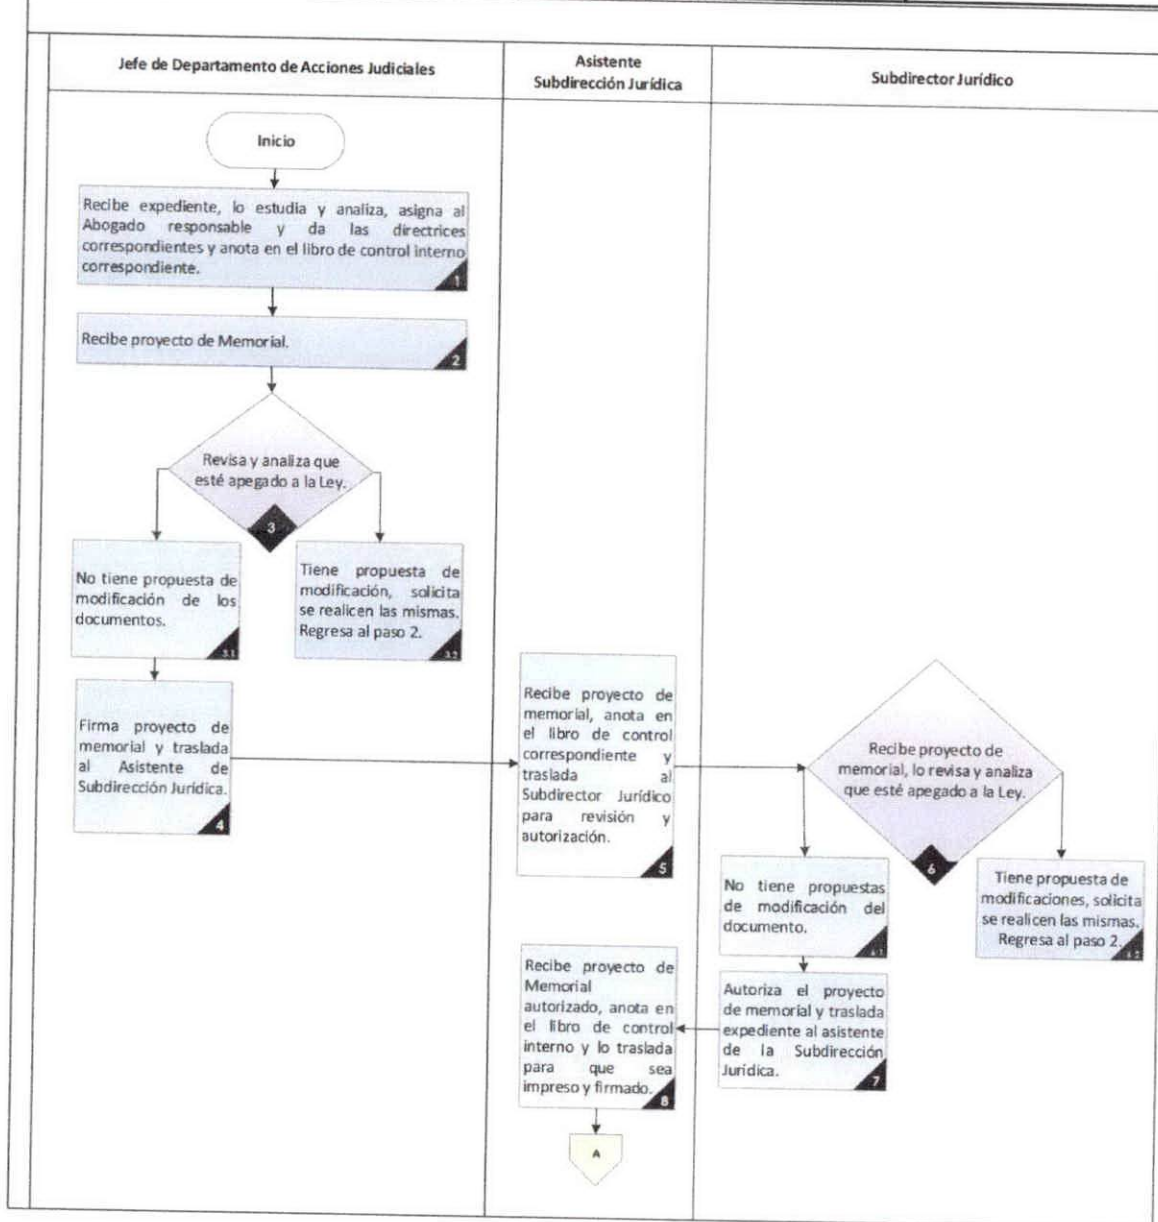 Jefe de Departamento de Acciones Judiciales
Asistente
Subdirección Jurídica
Subdirector Jurídico
Inicio
Recibe expediente, lo estudia y analiza, asigna al
Abogado responsable y da las directrices
correspondientes y anota en el libro de control interno
correspondiente.
1
Recibe proyecto de Memorial.
2
Revisa y analiza que
esté apegado a la Ley.
3
No tiene propuesta de
modificación de los
documentos.
3.1
Tiene propuesta de
modificación, solicita
se realicen las mismas.
Regresa al paso 2.
3.2
Firma proyecto de
memorial y traslada
al Asistente de
Subdirección Jurídica.
4
Recibe proyecto de
memorial, anota en
el libro de control
correspondiente y
traslada al
Subdirector Jurídico
para revisión y
autorización.
5
Recibe proyecto de
memorial, lo revisa y analiza
que esté apegado a la Ley.
6
No tiene propuestas
de modificación del
documento.
6.1
Tiene propuesta de
modificaciones, solicita
se realicen las mismas.
Regresa al paso 2.
6.2
Autoriza el proyecto
de memorial y traslada
expediente al asistente
de la Subdirección
Jurídica.
7
Recibe proyecto de
Memorial
autorizado, anota en
el libro de control
interno y lo traslada
para que sea
impreso y firmado.
8
A